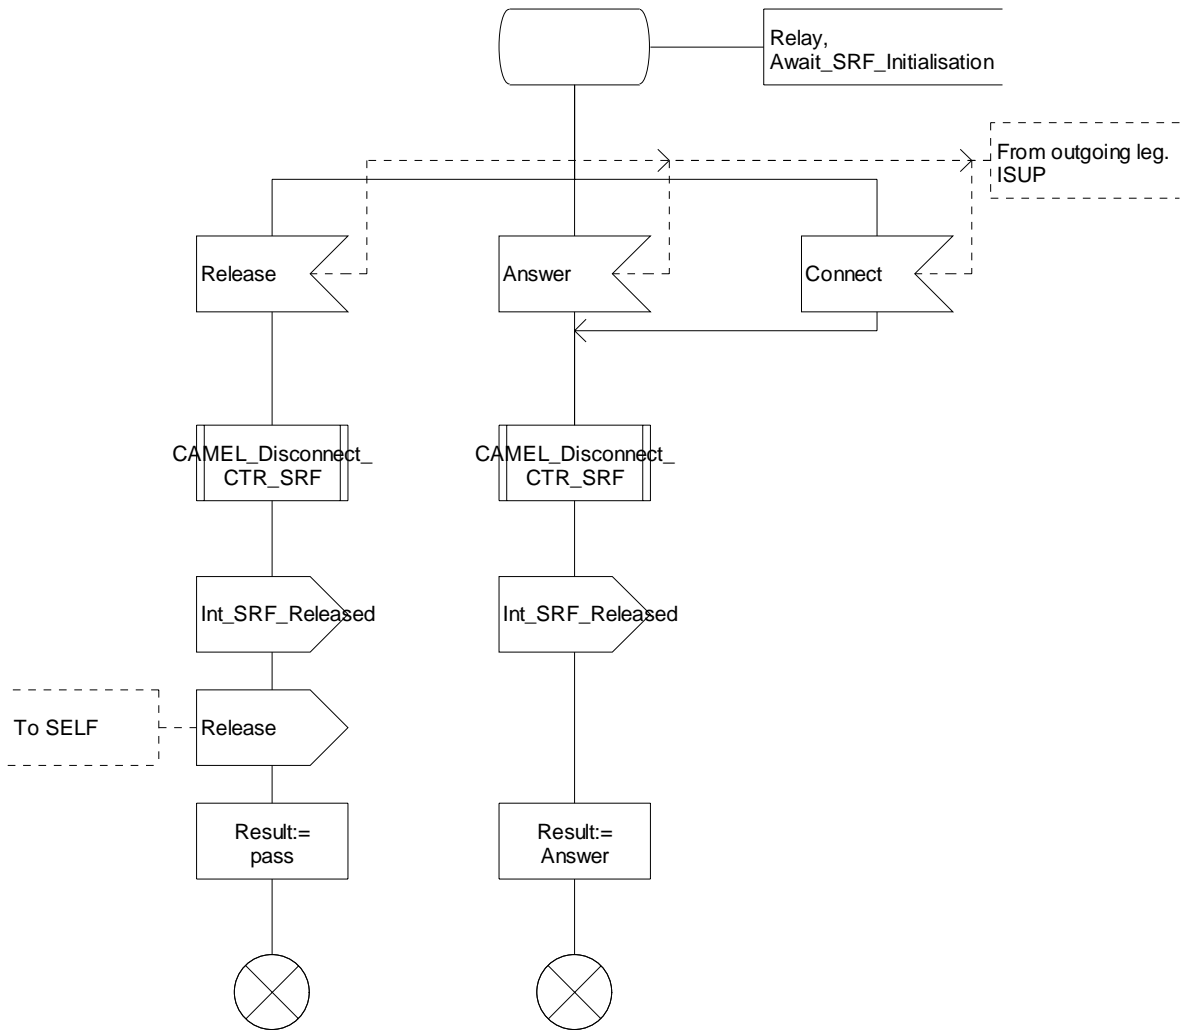 Relay,
Await_SRF_Initialisation
From outgoing leg.
ISUP
Release
Answer
Connect
CAMEL_Disconnect_
CTR_SRF
CAMEL_Disconnect_
CTR_SRF
Int_SRF_Released
Int_SRF_Released
To SELF
Release
Result:=
pass
Result:=
Answer